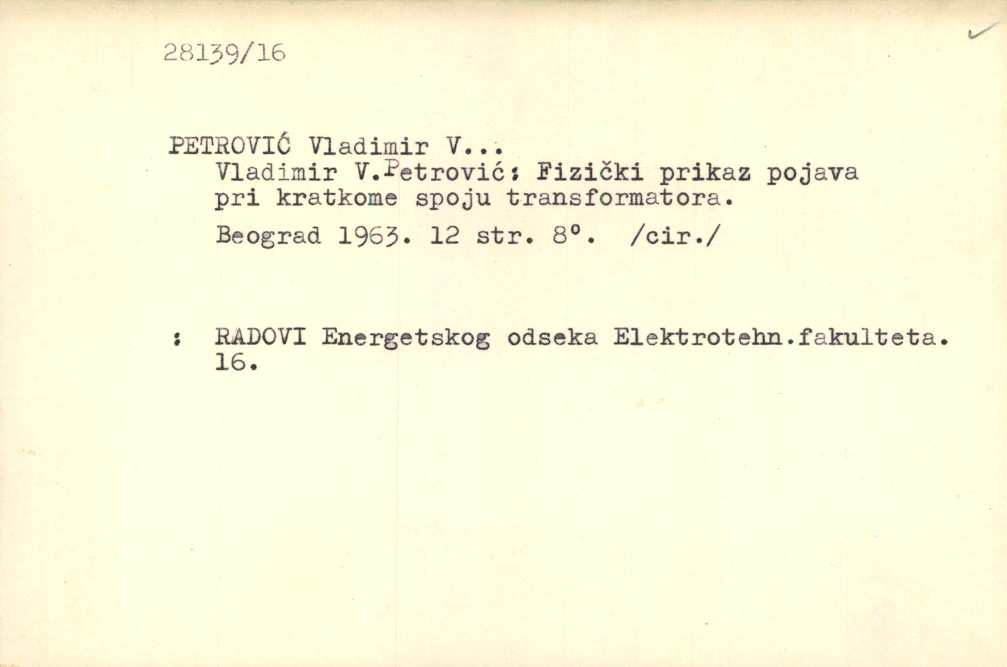 28139/16
PETROVIĆ Vladimir V...
Vladimir V.Petrović: Fizički prikaz pojava
pri kratkome spoju transformatora.
Beograd 1963. 12 str. 8°. /cir./
: RADOVI Energetskog odseka Elektrotehn.fakulteta.
16.